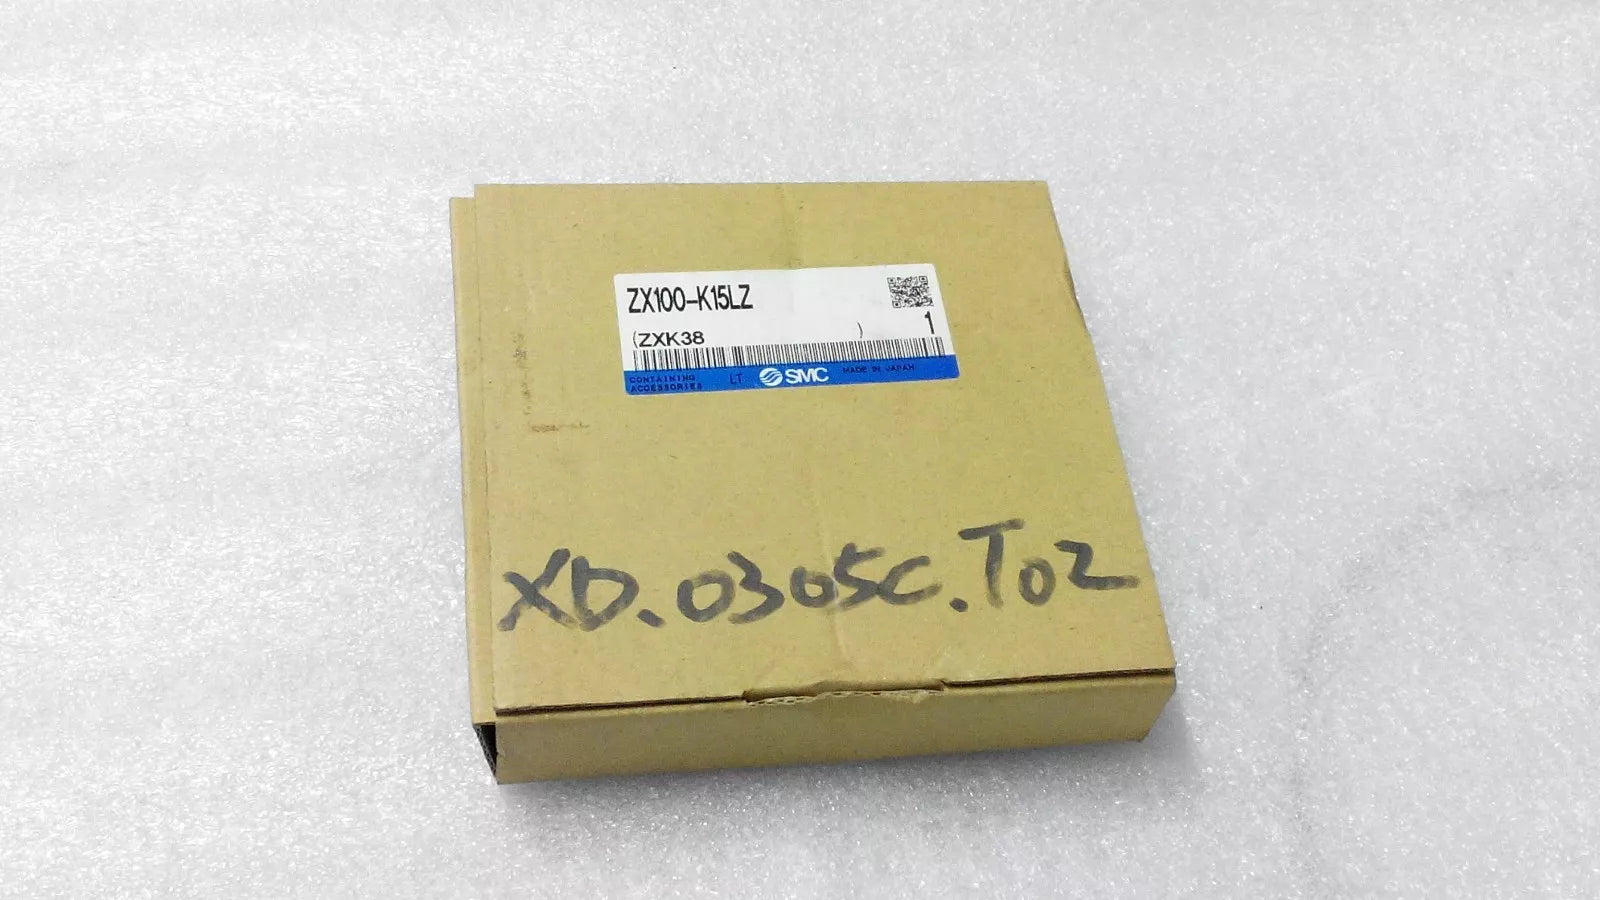 ZX100-K15LZ
(ZXK38 )
1
CONTAINING
ACCESSORIES
LT
SMC
MADE IN JAPAN
XD.0305C.T02